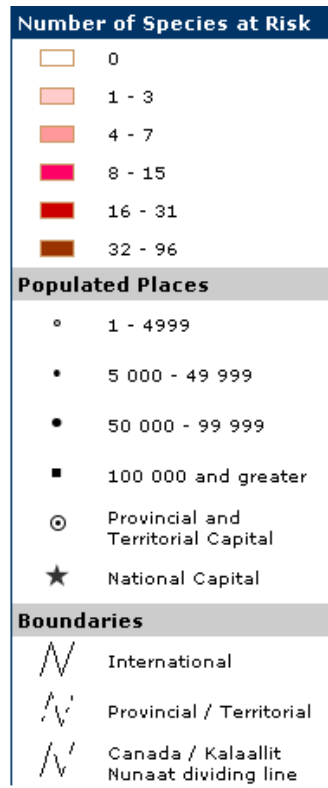 Number of Species at Risk
0
1 - 3
4 - 7
8 - 15
16 - 31
32 - 96
Populated Places
1 - 4999
5 000 - 49 999
50 000 - 99 999
100 000 and greater
Provincial and
Territorial Capital
National Capital
Boundaries
International
Provincial / Territorial
Canada / Kalaallit
Nunaat dividing line